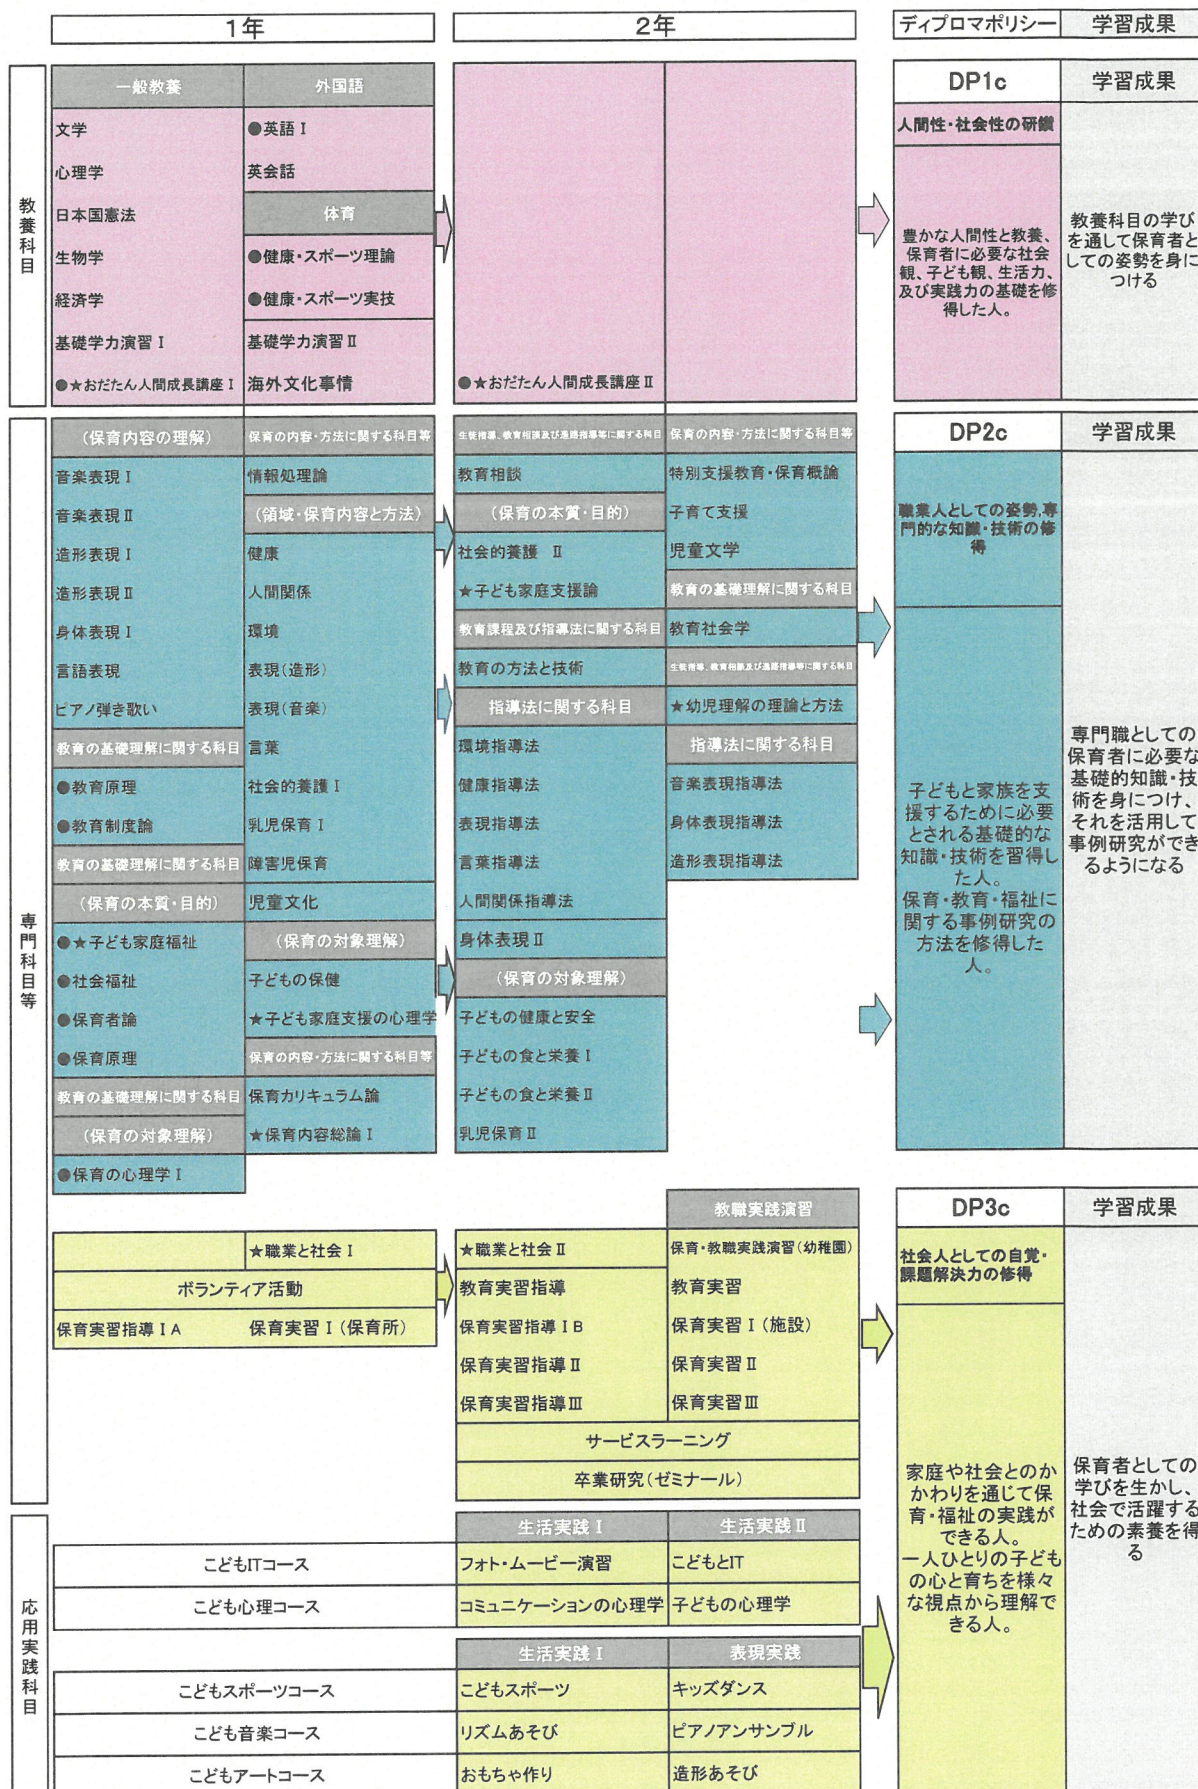 1年
2年
ディプロマポリシー
学習成果
教養科目
一般教養
外国語
文学
●英語Ⅰ
心理学
英会話
日本国憲法
体育
生物学
●健康・スポーツ理論
経済学
●健康・スポーツ実技
基礎学力演習Ⅰ
基礎学力演習Ⅱ
●★おだたん人間成長講座Ⅰ
海外文化事情
●★おだたん人間成長講座Ⅱ
DP1c
学習成果
人間性・社会性の研鑽
豊かな人間性と教養、
保育者に必要な社会
観、子ども観、生活力、
及び実践力の基礎を修
得した人。
教養科目の学び
を通して保育者と
しての姿勢を身に
つける
専門科目等
(保育内容の理解)
音楽表現Ⅰ
音楽表現Ⅱ
造形表現Ⅰ
造形表現Ⅱ
身体表現Ⅰ
言語表現
ピアノ弾き歌い
教育の基礎理解に関する科目
●教育原理
●教育制度論
教育の基礎理解に関する科目
(保育の本質・目的)
●★子ども家庭福祉
●社会福祉
●保育者論
●保育原理
教育の基礎理解に関する科目
(保育の対象理解)
●保育の心理学Ⅰ
保育の内容・方法に関する科目等
情報処理論
(領域・保育内容と方法)
健康
人間関係
環境
表現(造形)
表現(音楽)
言葉
社会的養護Ⅰ
乳児保育Ⅰ
障害児保育
児童文化
(保育の対象理解)
子どもの保健
★子ども家庭支援の心理学
保育の内容・方法に関する科目等
保育カリキュラム論
★保育内容総論Ⅰ
生徒指導、教育相談及び進路指導等に関する科目
教育相談
(保育の本質・目的)
社会的養護 Ⅱ
★子ども家庭支援論
教育課程及び指導法に関する科目
教育の方法と技術
指導法に関する科目
環境指導法
健康指導法
表現指導法
言葉指導法
人間関係指導法
身体表現Ⅱ
(保育の対象理解)
子どもの健康と安全
子どもの食と栄養Ⅰ
子どもの食と栄養Ⅱ
乳児保育Ⅱ
保育の内容・方法に関する科目等
特別支援教育・保育概論
子育て支援
児童文学
教育の基礎理解に関する科目
教育社会学
生徒指導、教育相談及び進路指導等に関する科目
★幼児理解の理論と方法
指導法に関する科目
音楽表現指導法
身体表現指導法
造形表現指導法
DP2c
学習成果
職業人としての姿勢,専
門的な知識・技術の修
得
子どもと家族を支
援するために必要
とされる基礎的な
知識・技術を習得し
た人。
保育・教育・福祉に
関する事例研究の
方法を修得した
人。
専門職としての
保育者に必要な
基礎的知識・技
術を身につけ、
それを活用して
事例研究ができ
るようになる
教職実践演習
★職業と社会Ⅰ
★職業と社会Ⅱ
保育・教職実践演習(幼稚園)
ボランティア活動
教育実習指導
教育実習
保育実習指導ⅠA
保育実習Ⅰ(保育所)
保育実習指導ⅠB
保育実習Ⅰ(施設)
保育実習指導Ⅱ
保育実習Ⅱ
保育実習指導Ⅲ
保育実習Ⅲ
サービスラーニング
卒業研究(ゼミナール)
DP3c
学習成果
社会人としての自覚・
課題解決力の修得
家庭や社会とのか
かわりを通じて保
育・福祉の実践が
できる人。
一人ひとりの子ども
の心と育ちを様々
な視点から理解で
きる人。
保育者としての
学びを生かし、
社会で活躍する
ための素養を得
る
応用実践科目
生活実践Ⅰ
生活実践Ⅱ
こどもITコース
フォト・ムービー演習
こどもとIT
こども心理コース
コミュニケーションの心理学
子どもの心理学
生活実践Ⅰ
表現実践
こどもスポーツコース
こどもスポーツ
キッズダンス
こども音楽コース
リズムあそび
ピアノアンサンブル
こどもアートコース
おもちゃ作り
造形あそび